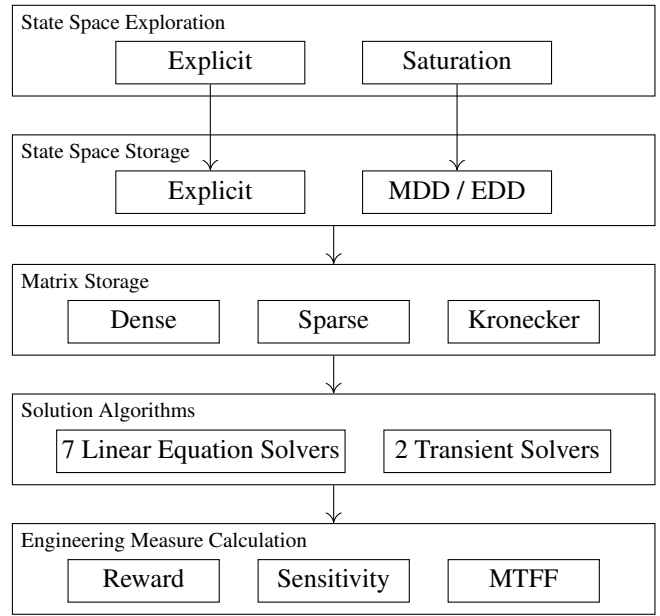 State Space Exploration
Explicit
Saturation
State Space Storage
Explicit
MDD / EDD
Matrix Storage
Dense
Sparse
Kronecker
Solution Algorithms
7 Linear Equation Solvers
2 Transient Solvers
Engineering Measure Calculation
Reward
Sensitivity
MTFF